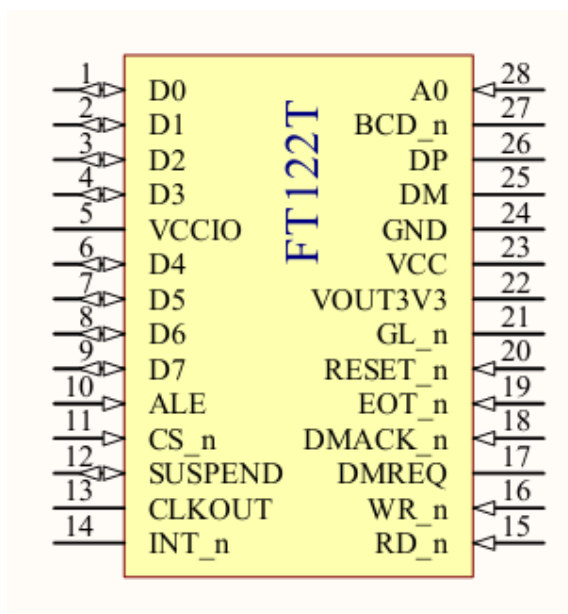 1 D0 A0 28
2 D1 BCD_n 27
3 D2 DP 26
4 D3 DM 25
5 VCCIO GND 24
6 D4 VCC 23
7 D5 VOUT3V3 22
8 D6 GL_n 21
9 D7 RESET_n 20
10 ALE EOT_n 19
11 CS_n DMACK_n 18
12 SUSPEND DMREQ 17
13 CLKOUT WR_n 16
14 INT_n RD_n 15
FT122T